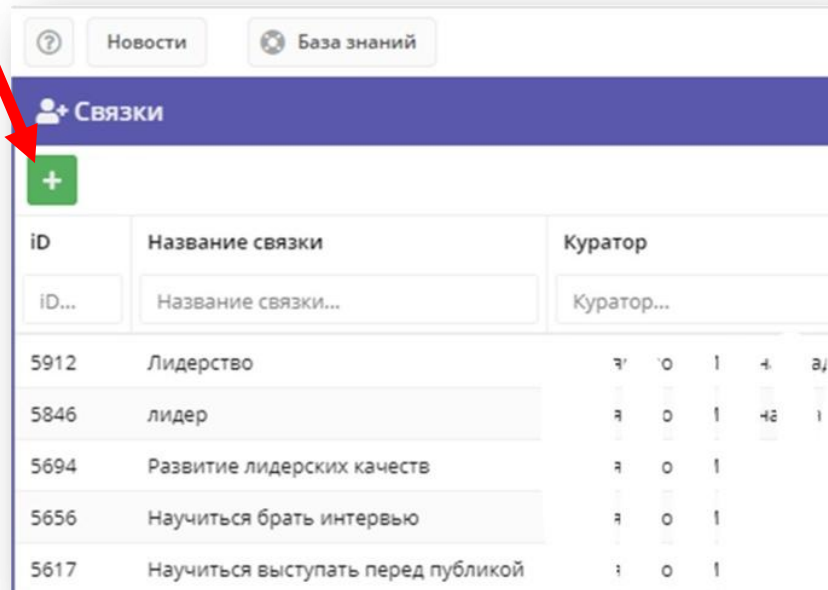 Новости База знаний
Связки
iD Название связки Куратор
iD... Название связки... Куратор...
5912 Лидерство
5846 лидер
5694 Развитие лидерских качеств
5656 Научиться брать интервью
5617 Научиться выступать перед публикой